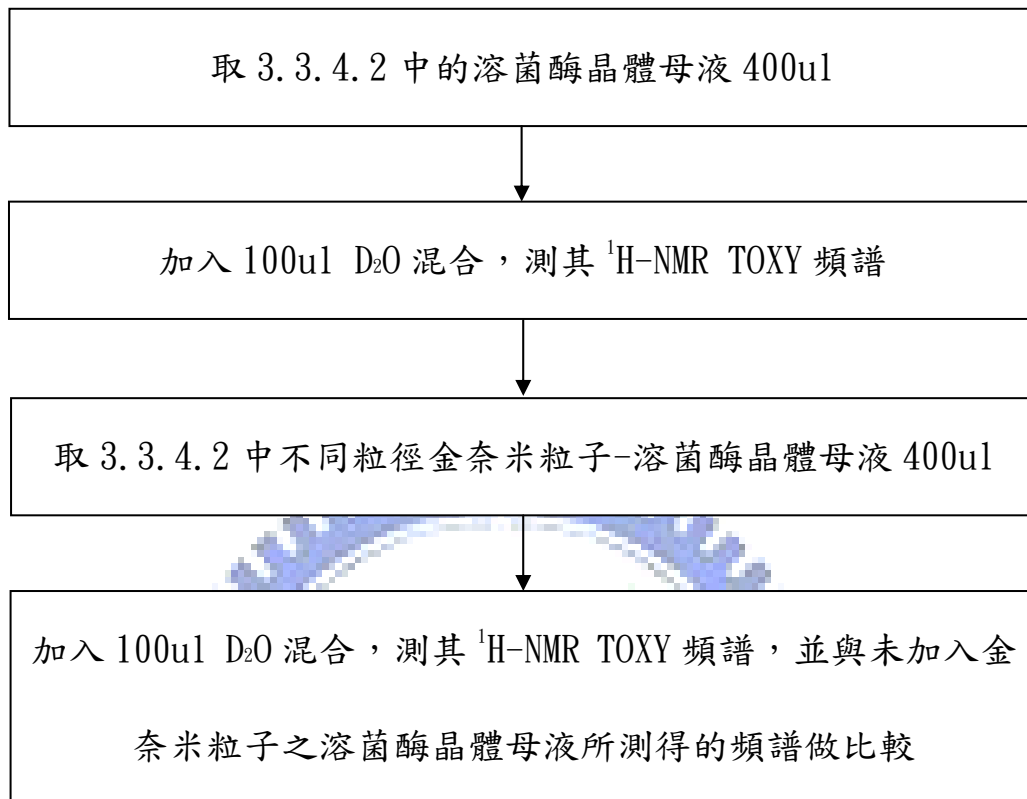 取 3.3.4.2 中的溶菌酶晶體母液 400ul
加入 100ul D₂O 混合，測其 ¹H-NMR TOXY 頻譜
取 3.3.4.2 中不同粒徑金奈米粒子-溶菌酶晶體母液 400ul
加入 100ul D₂O 混合，測其 ¹H-NMR TOXY 頻譜，並與未加入金
奈米粒子之溶菌酶晶體母液所測得的頻譜做比較